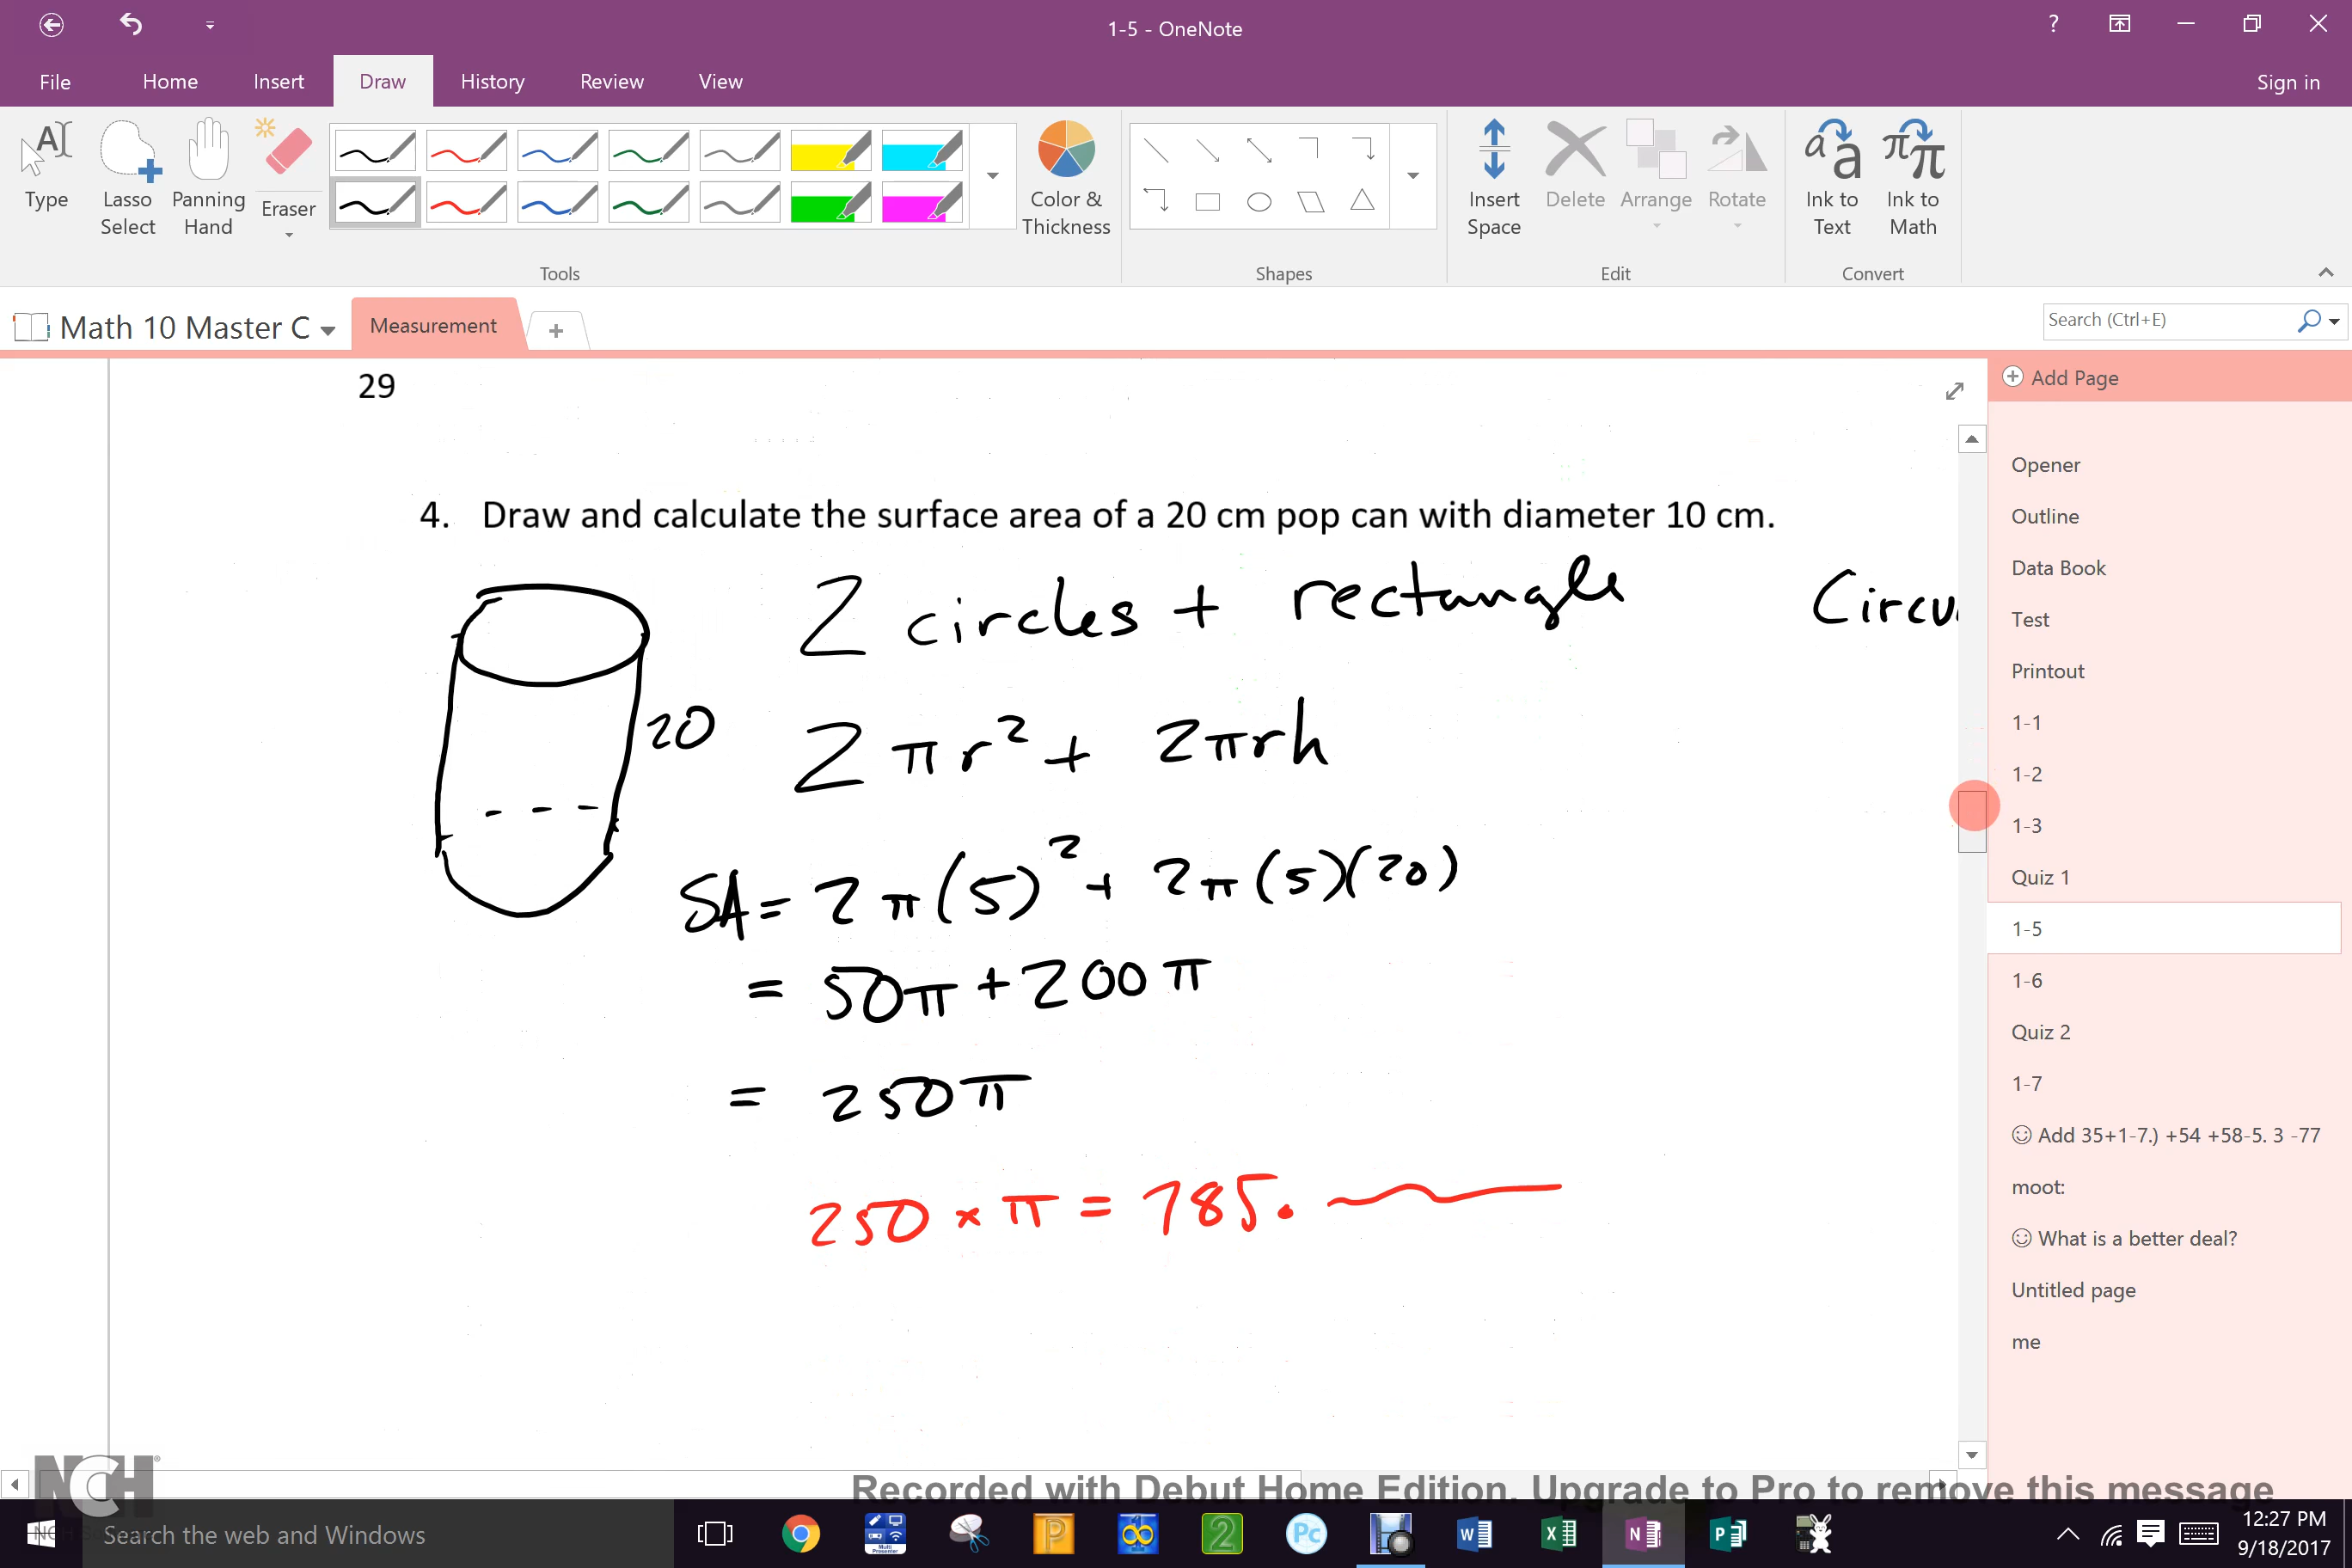 1-5 - OneNote
?
File Home Insert Draw History Review View Sign in
Type Lasso Select Panning Hand Eraser Color & Thickness Insert Space Delete Arrange Rotate Ink to Text Ink to Math
Tools Shapes Edit Convert
Math 10 Master C Measurement + Search (Ctrl+E)
29
Add Page
4. Draw and calculate the surface area of a 20 cm pop can with diameter 10 cm.
2 circles + rectangle Circu
20
2πr² + 2πrh
SA = 2π(5)² + 2π(5)(20)
= 50π + 200π
= 250π
250 × π = 785.
Opener
Outline
Data Book
Test
Printout
1-1
1-2
1-3
Quiz 1
1-5
1-6
Quiz 2
1-7
☺ Add 35+1-7.) +54 +58-5. 3 -77
moot:
☺ What is a better deal?
Untitled page
me
NCH
Recorded with Debut Home Edition. Upgrade to Pro to remove this message
Search the web and Windows
12:27 PM
9/18/2017